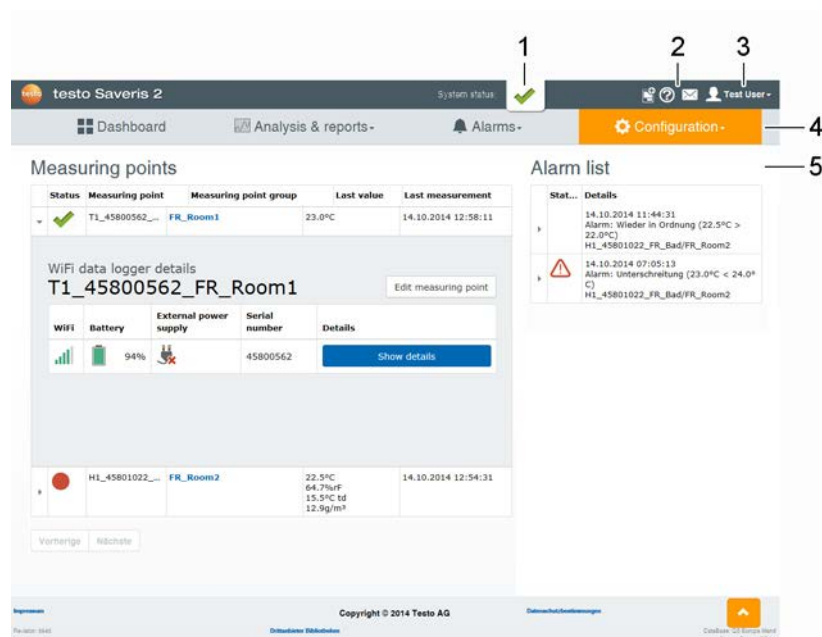 1 2 3
testo testo Saveris 2 System status: Test User
Dashboard Analysis & reports Alarms Configuration 4
Measuring points
Alarm list 5
Status Measuring point Measuring point group Last value Last measurement
T1_45800562_... FR_Room1 23.0°C 14.10.2014 12:58:11
WiFi data logger details
T1_45800562_FR_Room1 Edit measuring point
WiFi Battery External power supply Serial number Details
94% 45800562 Show details
H1_45801022_... FR_Room2 22.5°C 14.10.2014 12:54:31
64.7%rF
15.5°C td
12.9g/m³
Vorherige Nächste
Stat... Details
14.10.2014 11:44:31
Alarm: Wieder in Ordnung (22.5°C >
22.0°C)
H1_45801022_FR_Bad/FR_Room2
14.10.2014 07:05:13
Alarm: Unterschreitung (23.0°C < 24.0°
C)
H1_45801022_FR_Bad/FR_Room2
Impressum Copyright © 2014 Testo AG Datenschutzbestimmungen
Drittanbieter Bibliotheken